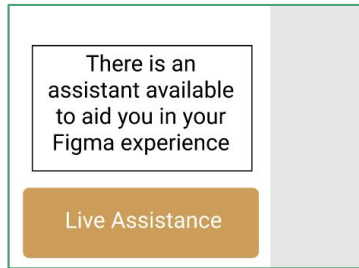 There is an
assistant available
to aid you in your
Figma experience
Live Assistance